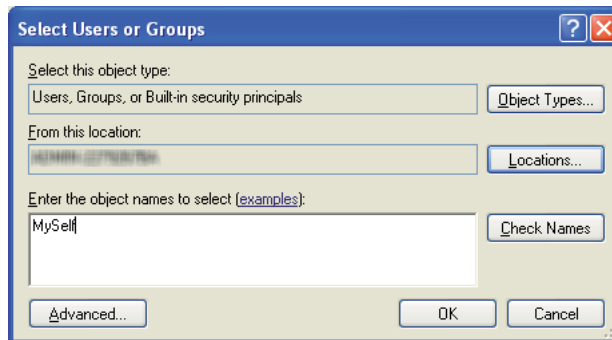 Select Users or Groups
Select this object type:
Users, Groups, or Built-in security principals
Object Types...
From this location:
Locations...
Enter the object names to select (examples):
MySelf
Check Names
Advanced...
OK
Cancel